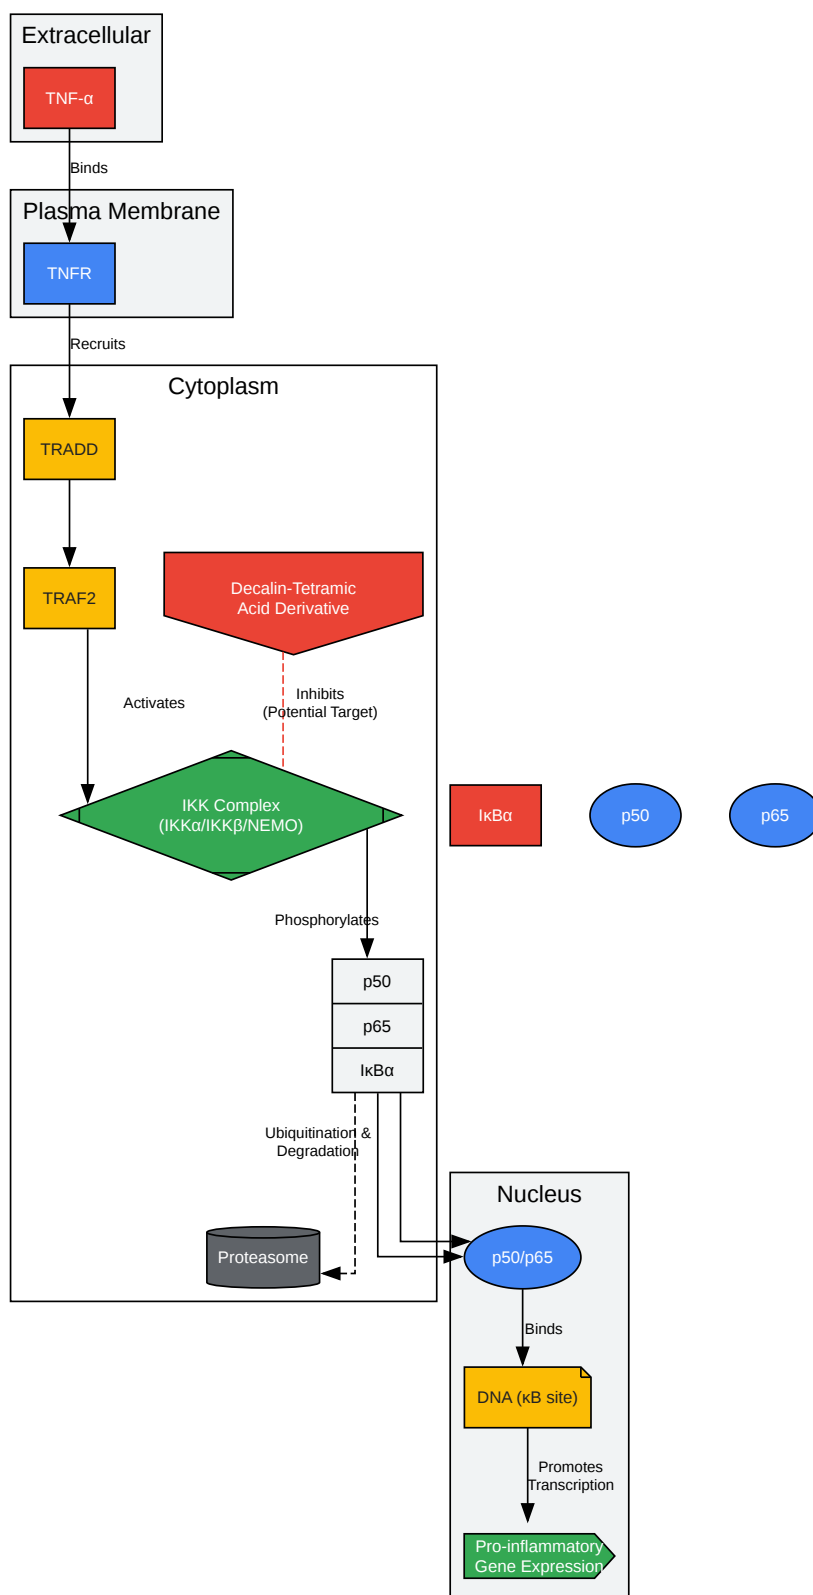 Extracellular
TNF-α
Binds
Plasma Membrane
TNFR
Recruits
Cytoplasm
TRADD
TRAF2
Decalin-Tetramic
Acid Derivative
Activates
Inhibits
(Potential Target)
IKK Complex
(IKKα/IKKβ/NEMO)
IκBα
p50
p65
Phosphorylates
p50
p65
IκBα
Ubiquitination &
Degradation
Proteasome
Nucleus
p50/p65
Binds
DNA (κB site)
Promotes
Transcription
Pro-inflammatory
Gene Expression